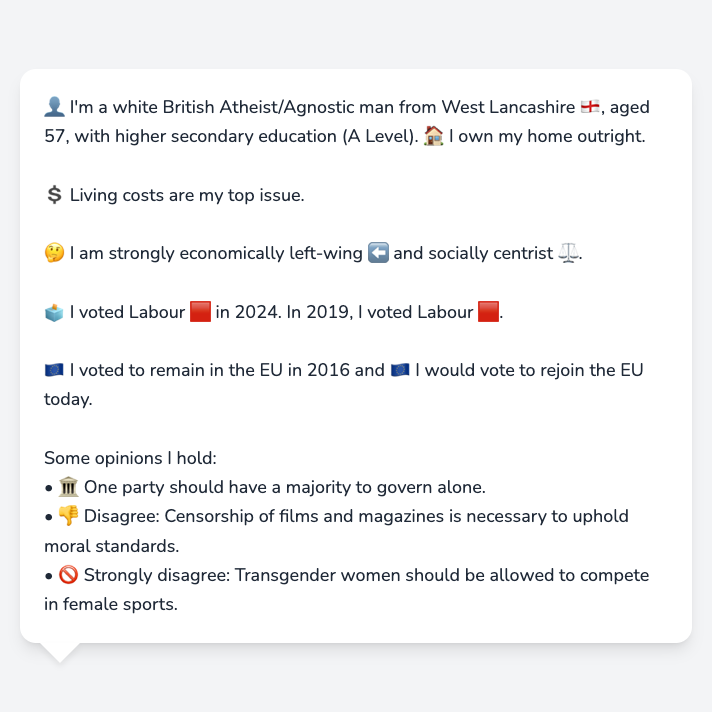 👤 I'm a white British Atheist/Agnostic man from West Lancashire 🏴󠁧󠁢󠁥󠁮󠁧󠁿, aged
57, with higher secondary education (A Level). 🏠 I own my home outright.
💲 Living costs are my top issue.
🤔 I am strongly economically left-wing ⬅️ and socially centrist ⚖️.
🗳️ I voted Labour 🟥 in 2024. In 2019, I voted Labour 🟥.
🇪🇺 I voted to remain in the EU in 2016 and 🇪🇺 I would vote to rejoin the EU
today.
Some opinions I hold:
• 🏛️ One party should have a majority to govern alone.
• 👎 Disagree: Censorship of films and magazines is necessary to uphold
moral standards.
• 🚫 Strongly disagree: Transgender women should be allowed to compete
in female sports.